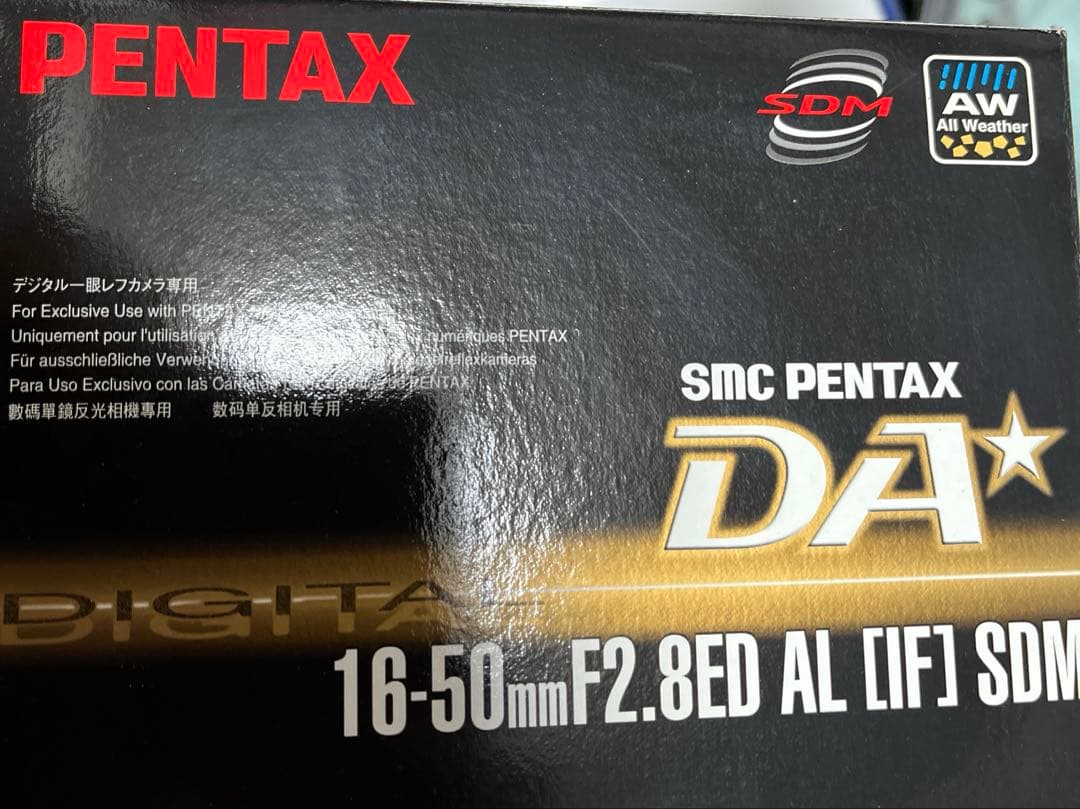 PENTAX
SDM
AW
All Weather
デジタル一眼レフカメラ専用
For Exclusive Use with
Uniquement pour l'utilisation numériques PENTAX
Für ausschließliche
Para Uso Exclusivo con las de PENTAX
數碼單鏡反光相機專用 数码单反相机专用
smc PENTAX
DA★
DIGITAL
16-50mmF2.8ED AL [IF] SDM